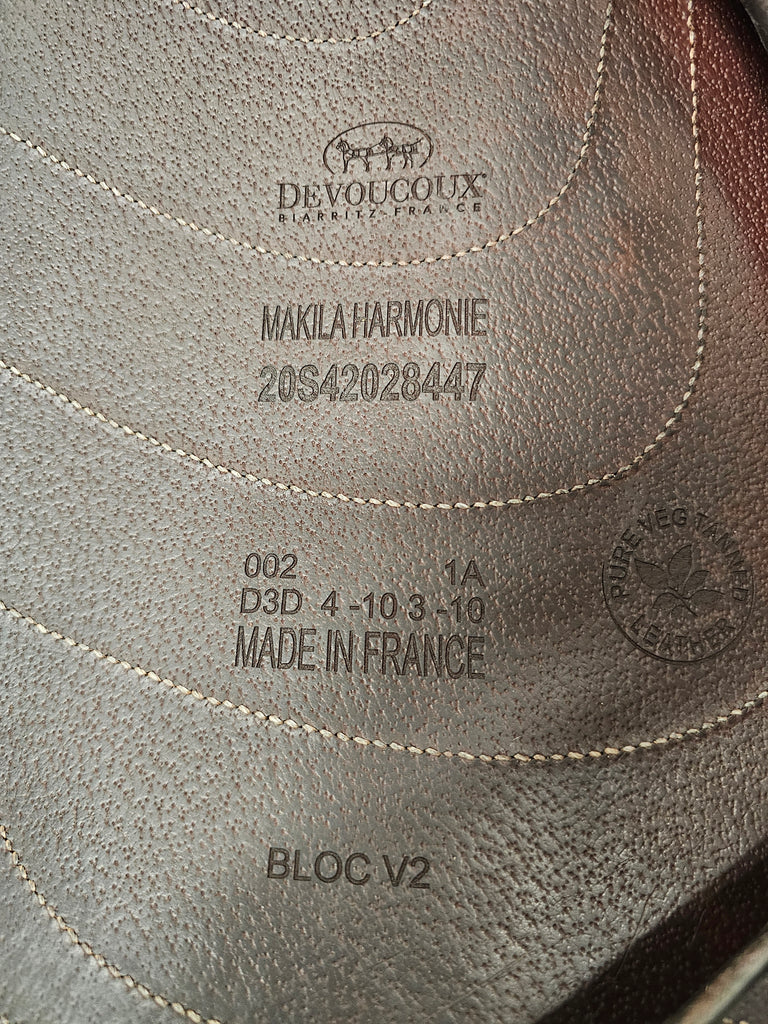 DEVOUCOUX
BIARRITZ-FRANCE
MAKILA HARMONIE
20S42028447
002 1A
D3D 4 -10 3 -10
MADE IN FRANCE
PURE VEG TANNED
LEATHERS
BLOC V2